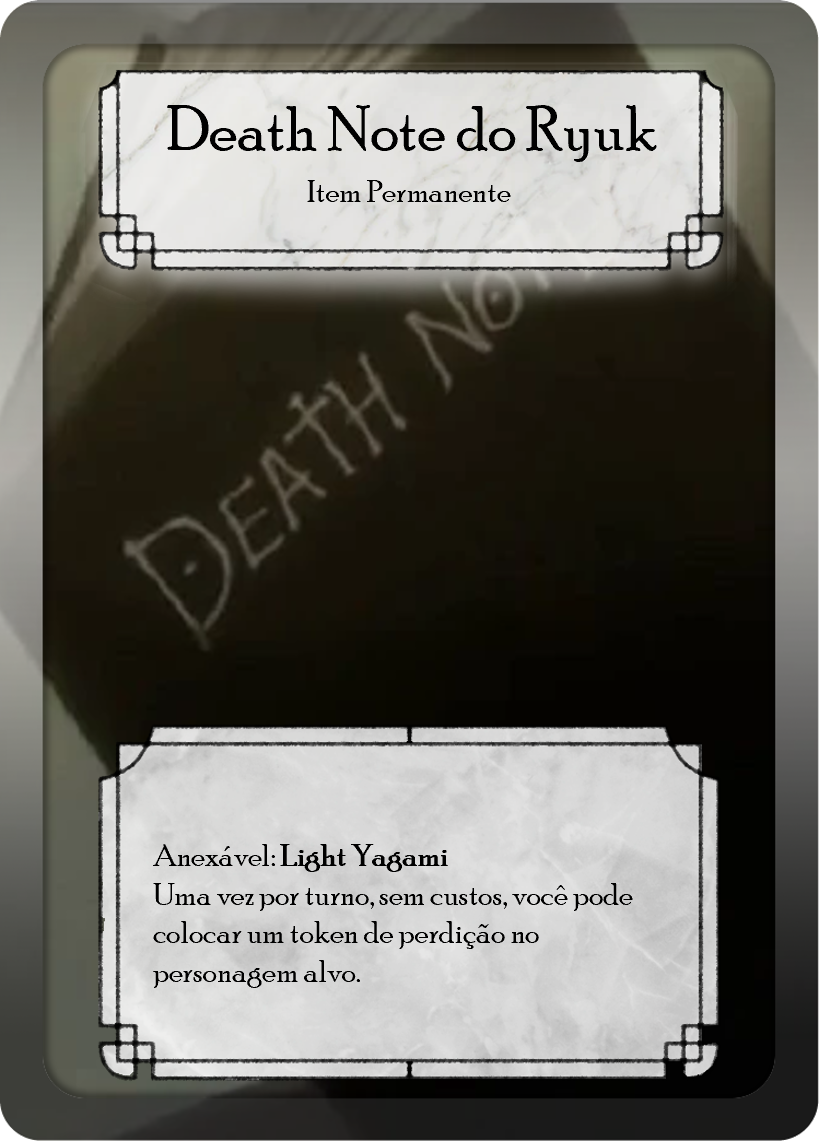 Death Note do Ryuk
Item Permanente
DEATH NOTE
Anexável: Light Yagami
Uma vez por turno, sem custos, você pode
colocar um token de perdição no
personagem alvo.